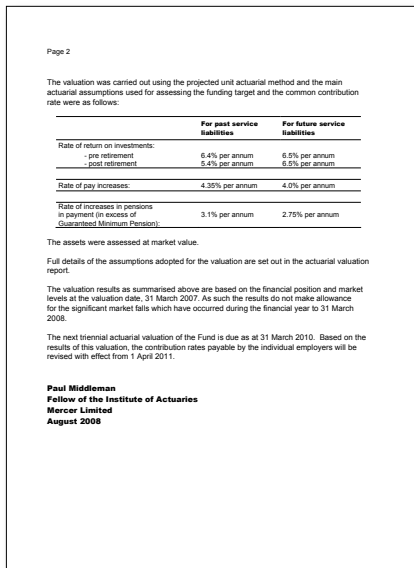 Page 2
The valuation was carried out using the projected unit actuarial method and the main
actuarial assumptions used for assessing the funding target and the common contribution
rate were as follows:
For past service For future service
liabilities liabilities
Rate of return on investments:
- pre retirement 6.4% per annum 6.5% per annum
- post retirement 5.4% per annum 6.5% per annum
Rate of pay increases: 4.35% per annum 4.0% per annum
Rate of increases in pensions
in payment (in excess of 3.1% per annum 2.75% per annum
Guaranteed Minimum Pension):
The assets were assessed at market value.
Full details of the assumptions adopted for the valuation are set out in the actuarial valuation
report.
The valuation results as summarised above are based on the financial position and market
levels at the valuation date, 31 March 2007. As such the results do not make allowance
for the significant market falls which have occurred during the financial year to 31 March
2008.
The next triennial actuarial valuation of the Fund is due as at 31 March 2010. Based on the
results of this valuation, the contribution rates payable by the individual employers will be
revised with effect from 1 April 2011.
Paul Middleman
Fellow of the Institute of Actuaries
Mercer Limited
August 2008